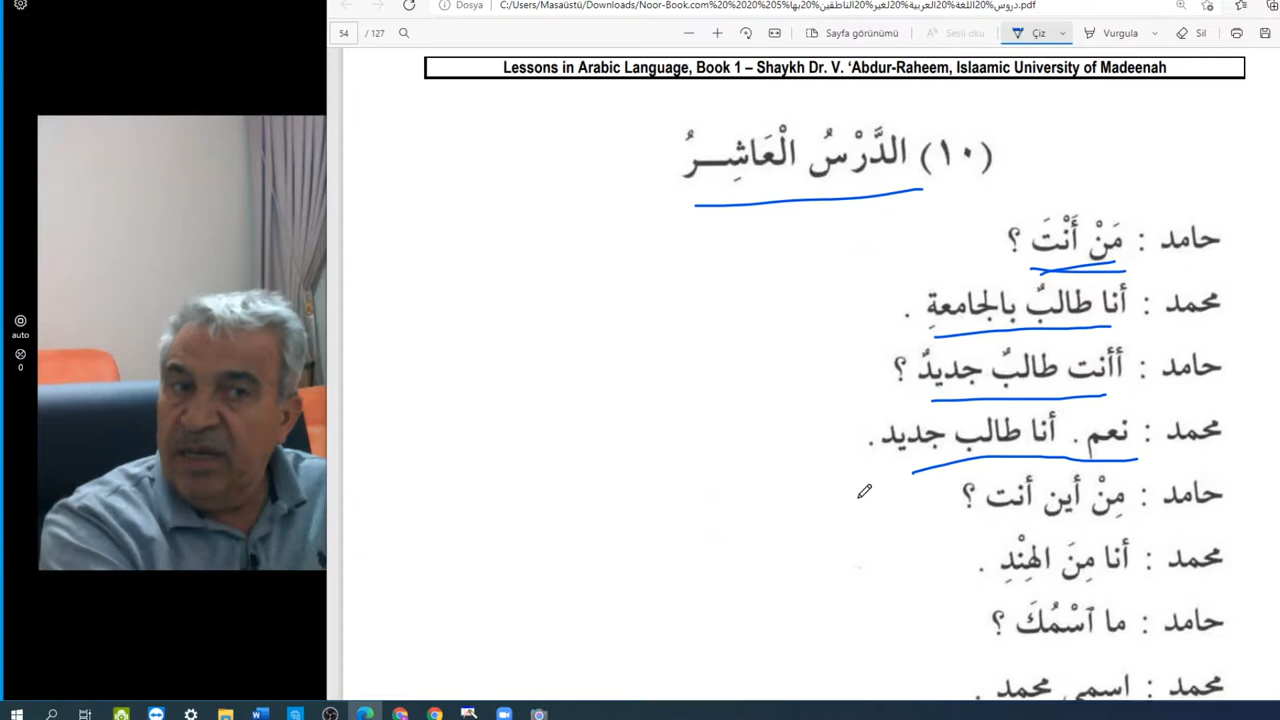 Dosya
C:/Users/Masaüstü/Downloads/Noor-Book.com%20%2020%205دروس%20اللغة%20العربية%20لغير%20الناطقين%20بها.pdf
54 / 127
Sayfa görünümü
Sesli oku
Çiz
Vurgula
Sil
auto
0
Lessons in Arabic Language, Book 1 – Shaykh Dr. V. ‘Abdur-Raheem, Islaamic University of Madeenah
(١٠) الدَّرْسُ الْعَاشِـــرُ
حامد : مَنْ أَنْتَ ؟
محمد : أنا طالبٌ بالجامعةِ .
حامد : أأنت طالبٌ جديدٌ ؟
محمد : نعم . أنا طالب جديد .
حامد : مِنْ أين أنت ؟
محمد : أنا مِنَ الهِنْدِ .
حامد : ما ٱسْمُكَ ؟
محمد : اسمي محمد .